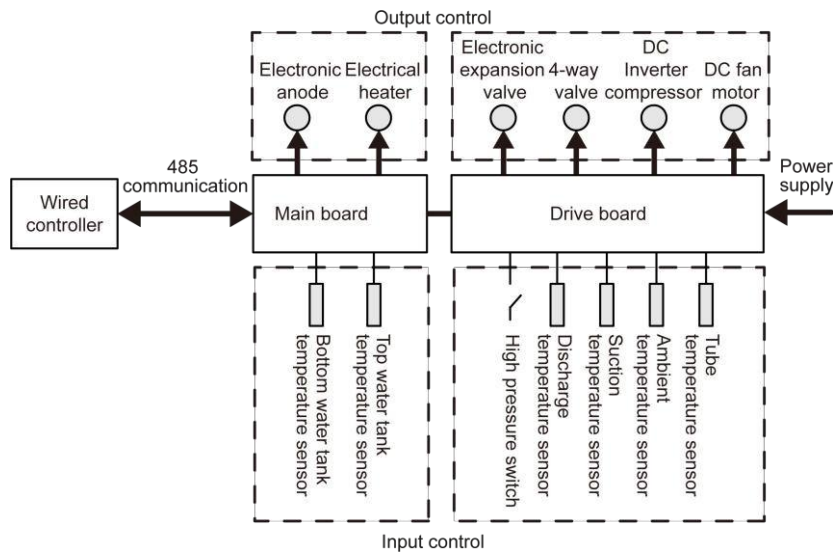 Output control
Electronic
anode
Electrical
heater
Electronic
expansion
valve
4-way
valve
DC
Inverter
compressor
DC fan
motor
485
communication
Power
supply
Wired
controller
Main board
Drive board
Bottom water tank
temperature sensor
Top water tank
temperature sensor
High pressure switch
Discharge
temperature sensor
Suction
temperature sensor
Ambient
temperature sensor
Tube
temperature sensor
Input control